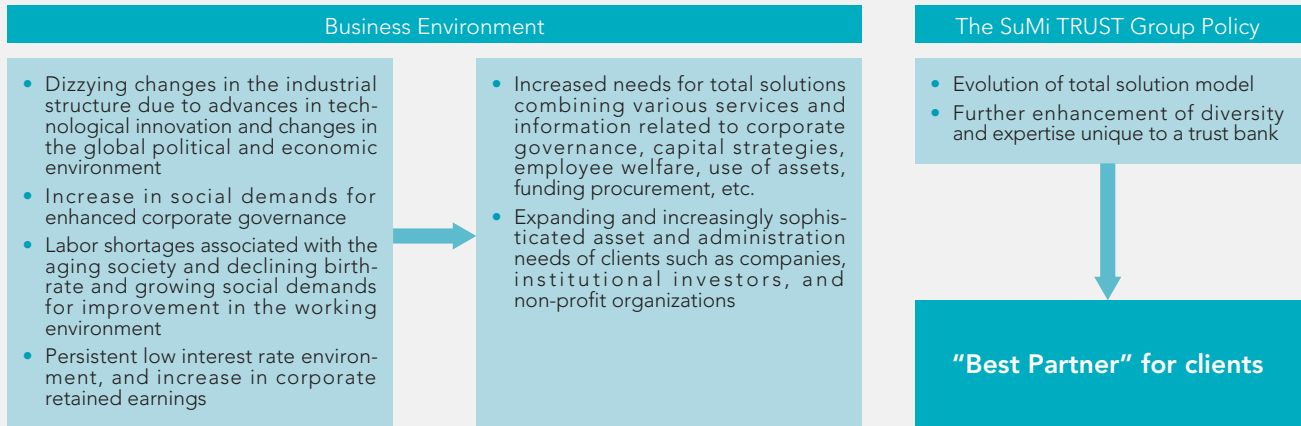 Business Environment
• Dizzying changes in the industrial
structure due to advances in tech-
nological innovation and changes in
the global political and economic
environment
• Increase in social demands for
enhanced corporate governance
• Labor shortages associated with the
aging society and declining birth-
rate and growing social demands
for improvement in the working
environment
• Persistent low interest rate environ-
ment, and increase in corporate
retained earnings
• Increased needs for total solutions
combining various services and
information related to corporate
governance, capital strategies,
employee welfare, use of assets,
funding procurement, etc.
• Expanding and increasingly sophis-
ticated asset and administration
needs of clients such as companies,
institutional investors, and
non-profit organizations
The SuMi TRUST Group Policy
• Evolution of total solution model
• Further enhancement of diversity
and expertise unique to a trust bank
“Best Partner” for clients